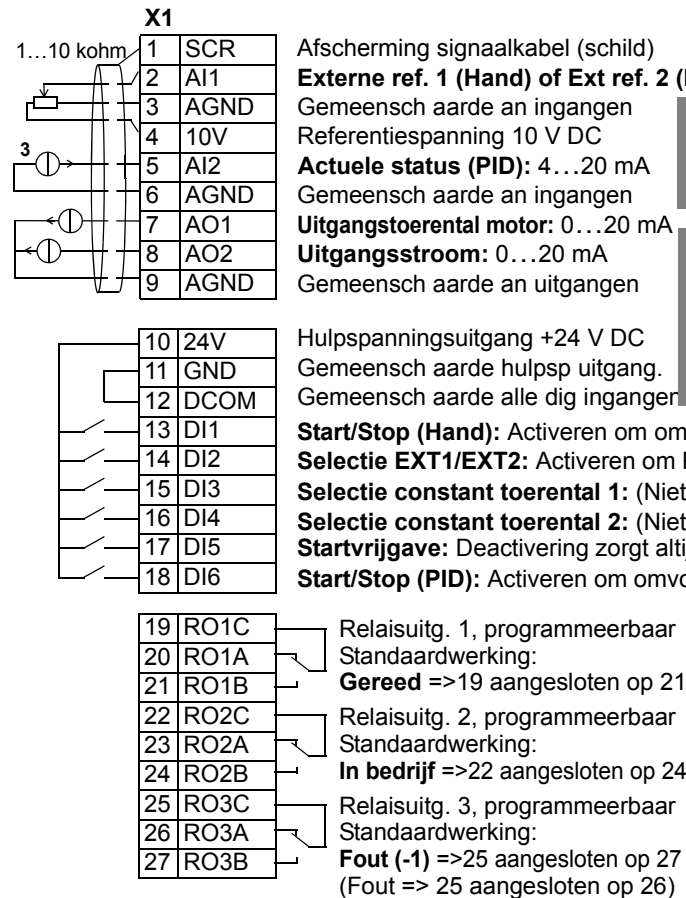 X1
1…10 kohm
1 SCR Afscherming signaalkabel (schild)
2 AI1 Externe ref. 1 (Hand) of Ext ref. 2
3 AGND Gemeensch aarde an ingangen
4 10V Referentiespanning 10 V DC
3
5 AI2 Actuele status (PID): 4…20 mA
6 AGND Gemeensch aarde an ingangen
7 AO1 Uitgangstoerental motor: 0…20 mA
8 AO2 Uitgangsstroom: 0…20 mA
9 AGND Gemeensch aarde an uitgangen
10 24V Hulpspanningsuitgang +24 V DC
11 GND Gemeensch aarde hulpsp uitgang.
12 DCOM Gemeensch aarde alle dig ingangen
13 DI1 Start/Stop (Hand): Activeren om om
14 DI2 Selectie EXT1/EXT2: Activeren om
15 DI3 Selectie constant toerental 1: (Niet
16 DI4 Selectie constant toerental 2: (Niet
17 DI5 Startvrijgave: Deactivering zorgt
18 DI6 Start/Stop (PID): Activeren om
19 RO1C Relaisuitg. 1, programmeerbaar
20 RO1A Standaardwerking:
21 RO1B Gereed =>19 aangesloten op 21
22 RO2C Relaisuitg. 2, programmeerbaar
23 RO2A Standaardwerking:
24 RO2B In bedrijf =>22 aangesloten op 24
25 RO3C Relaisuitg. 3, programmeerbaar
26 RO3A Standaardwerking:
27 RO3B Fout (-1) =>25 aangesloten op 27
(Fout => 25 aangesloten op 26)